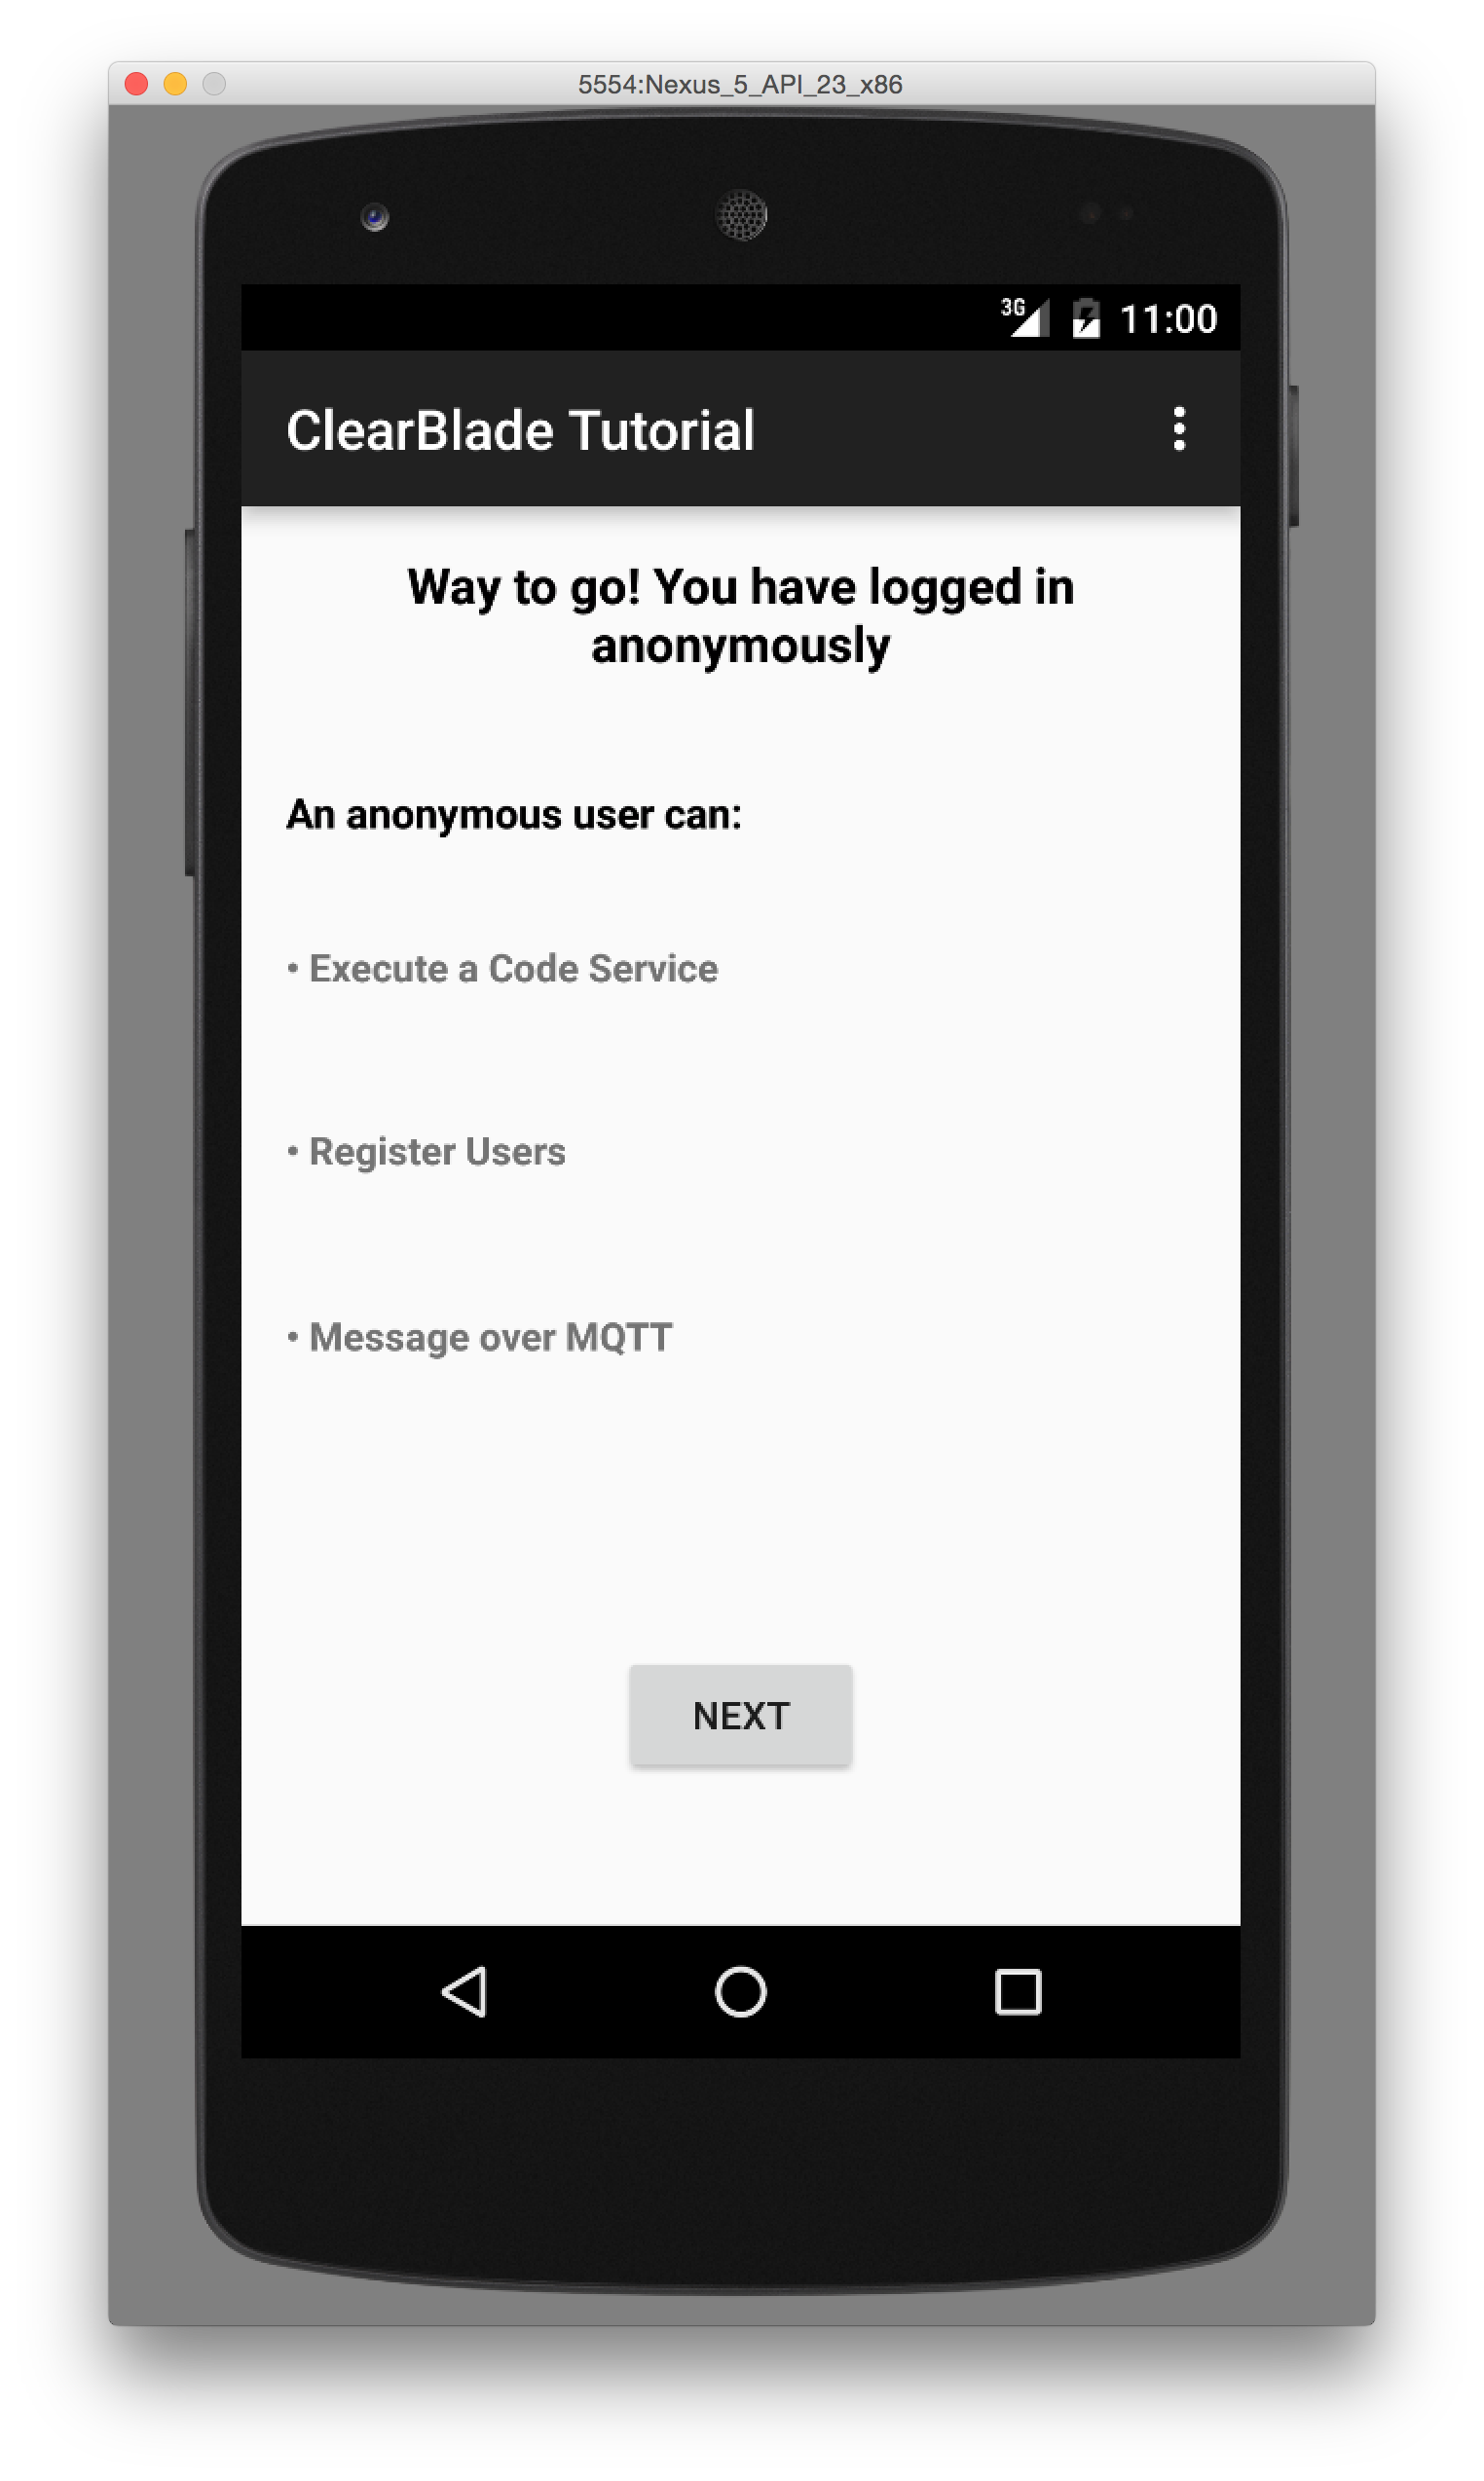 5554:Nexus_5_API_23_x86
3G 11:00
ClearBlade Tutorial
Way to go! You have logged in
anonymously
An anonymous user can:
• Execute a Code Service
• Register Users
• Message over MQTT
NEXT